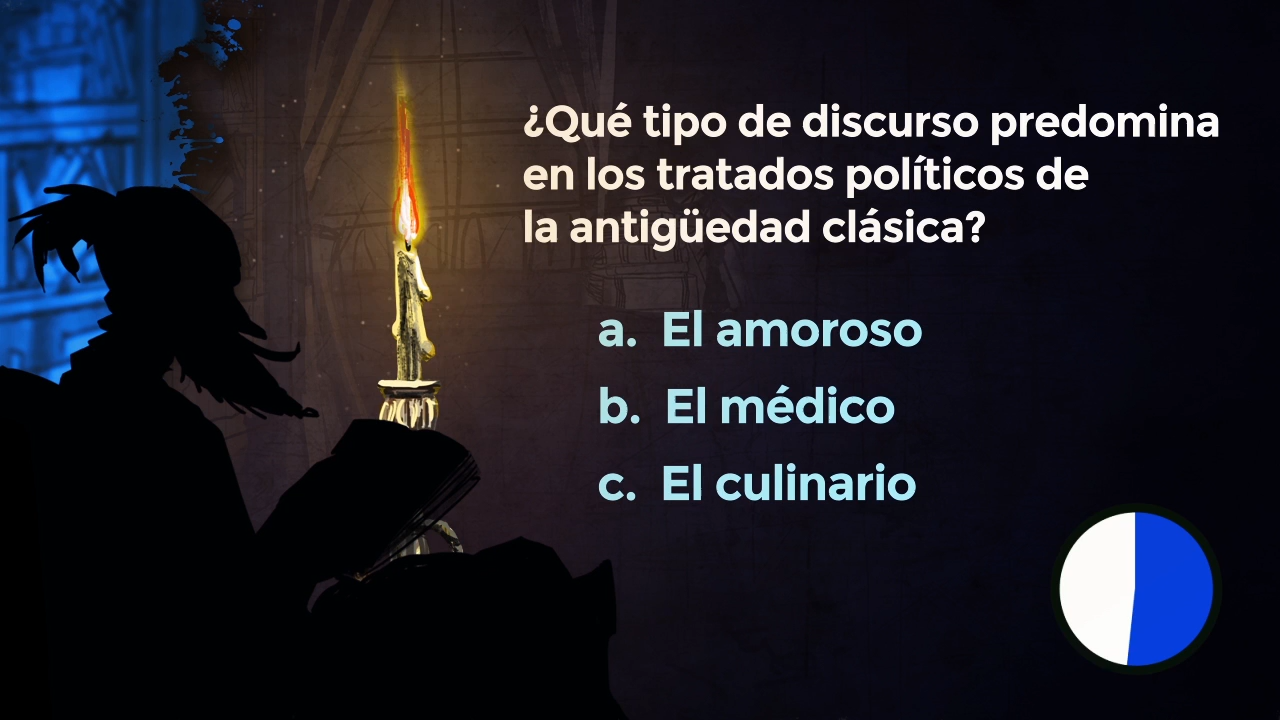 ¿Qué tipo de discurso predomina
en los tratados políticos de
la antigüedad clásica?
a. El amoroso
b. El médico
c. El culinario